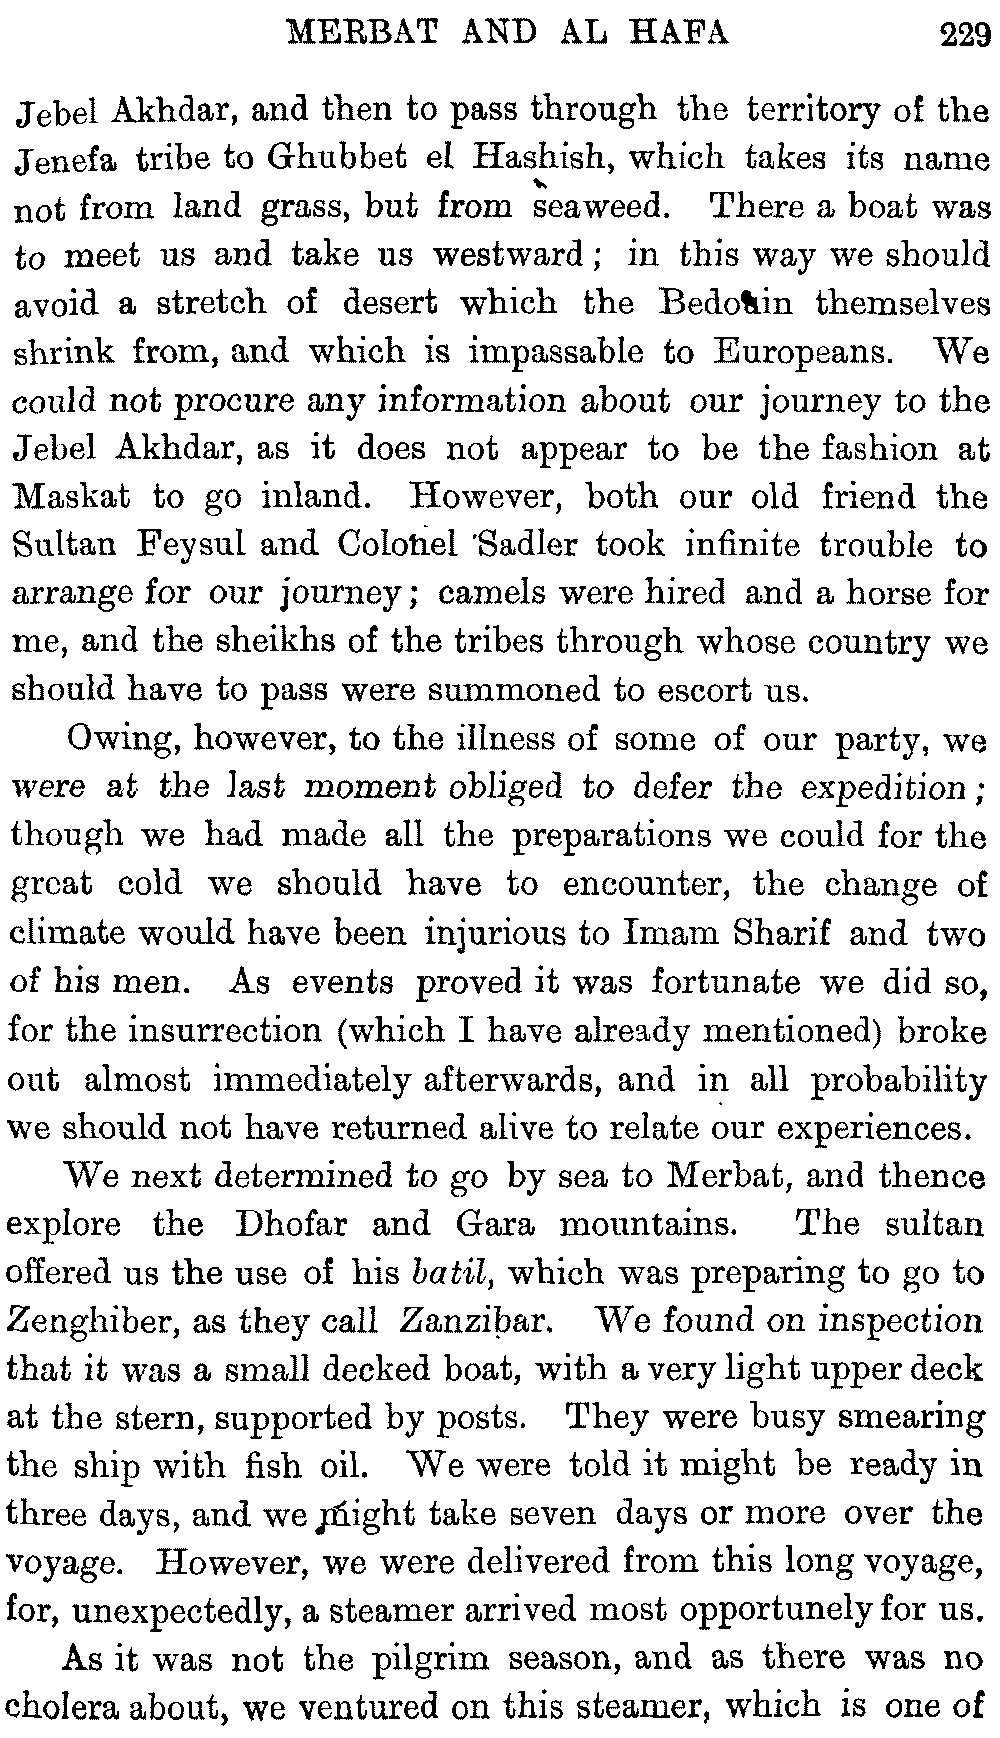 MERBAT AND AL HAFA 229
Jebel Akhdar, and then to pass through the territory of the
Jenefa tribe to Ghubbet el Hashish, which takes its name
not from land grass, but from seaweed. There a boat was
to meet us and take us westward; in this way we should
avoid a stretch of desert which the Bedouin themselves
shrink from, and which is impassable to Europeans. We
could not procure any information about our journey to the
Jebel Akhdar, as it does not appear to be the fashion at
Maskat to go inland. However, both our old friend the
Sultan Feysul and Colonel Sadler took infinite trouble to
arrange for our journey; camels were hired and a horse for
me, and the sheikhs of the tribes through whose country we
should have to pass were summoned to escort us.
Owing, however, to the illness of some of our party, we
were at the last moment obliged to defer the expedition;
though we had made all the preparations we could for the
great cold we should have to encounter, the change of
climate would have been injurious to Imam Sharif and two
of his men. As events proved it was fortunate we did so,
for the insurrection (which I have already mentioned) broke
out almost immediately afterwards, and in all probability
we should not have returned alive to relate our experiences.
We next determined to go by sea to Merbat, and thence
explore the Dhofar and Gara mountains. The sultan
offered us the use of his batil, which was preparing to go to
Zenghiber, as they call Zanzibar. We found on inspection
that it was a small decked boat, with a very light upper deck
at the stern, supported by posts. They were busy smearing
the ship with fish oil. We were told it might be ready in
three days, and we might take seven days or more over the
voyage. However, we were delivered from this long voyage,
for, unexpectedly, a steamer arrived most opportunely for us.
As it was not the pilgrim season, and as there was no
cholera about, we ventured on this steamer, which is one of